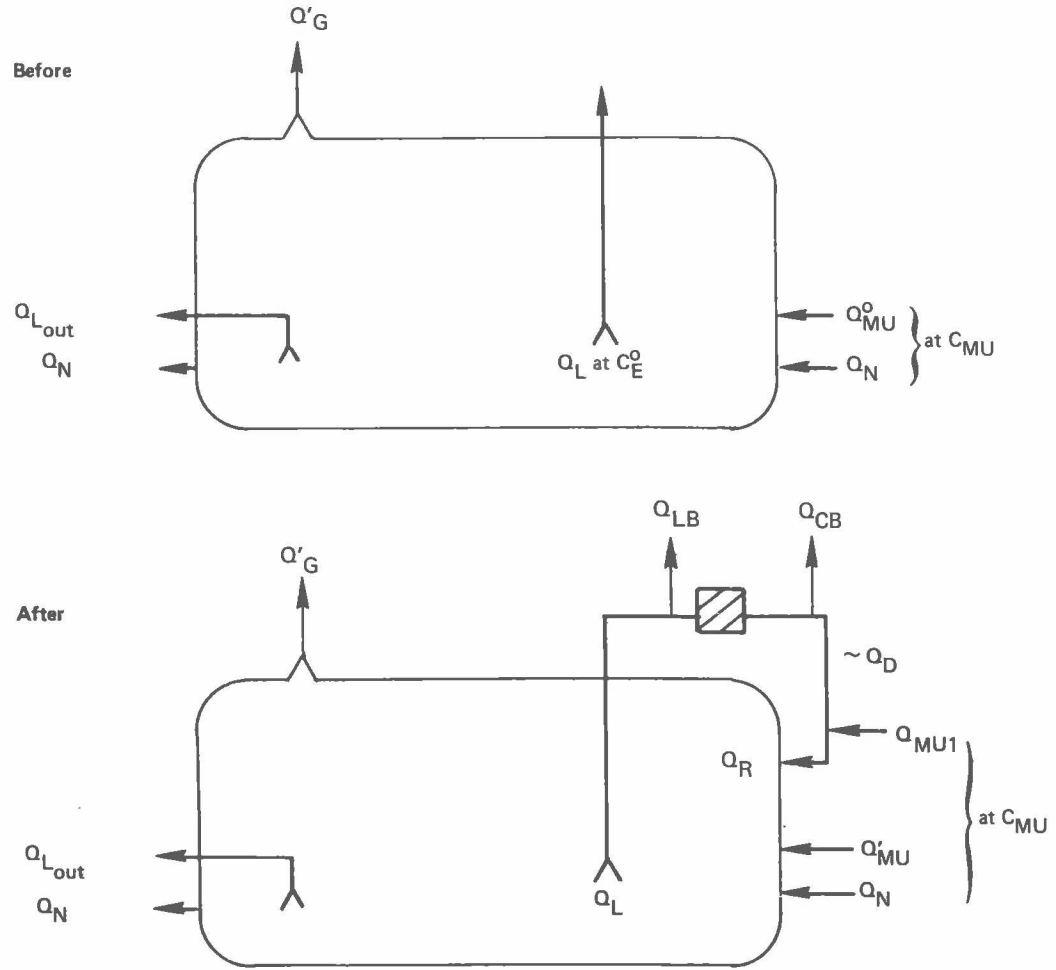 Q'G
Before
QLout
QN
QL at C°E
Q°MU
QN
at CMU
QLB
QCB
Q'G
After
~ QD
QMU1
QR
at CMU
Q'MU
QLout
QN
QL
QN